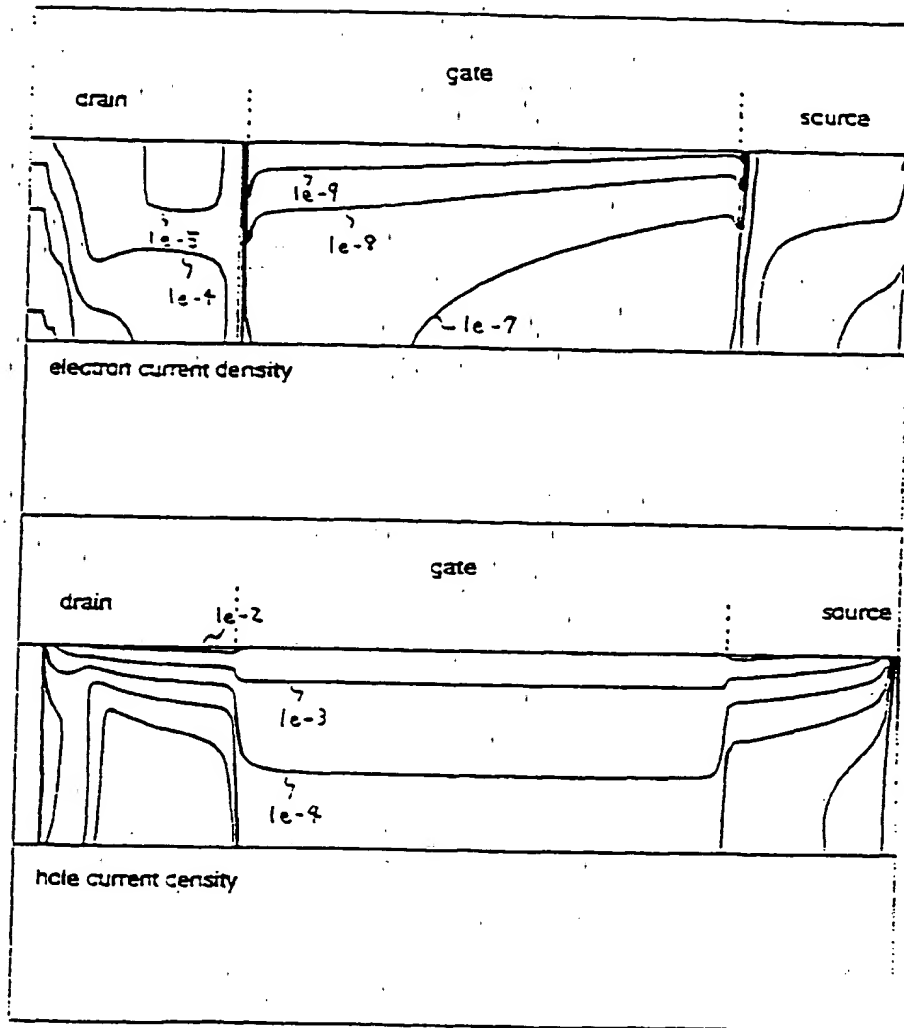 gate
drain
source
1e-9
1e-8
1e-4
1e-7
electron current density
gate
drain
1e-2
source
1e-3
1e-4
hole current density